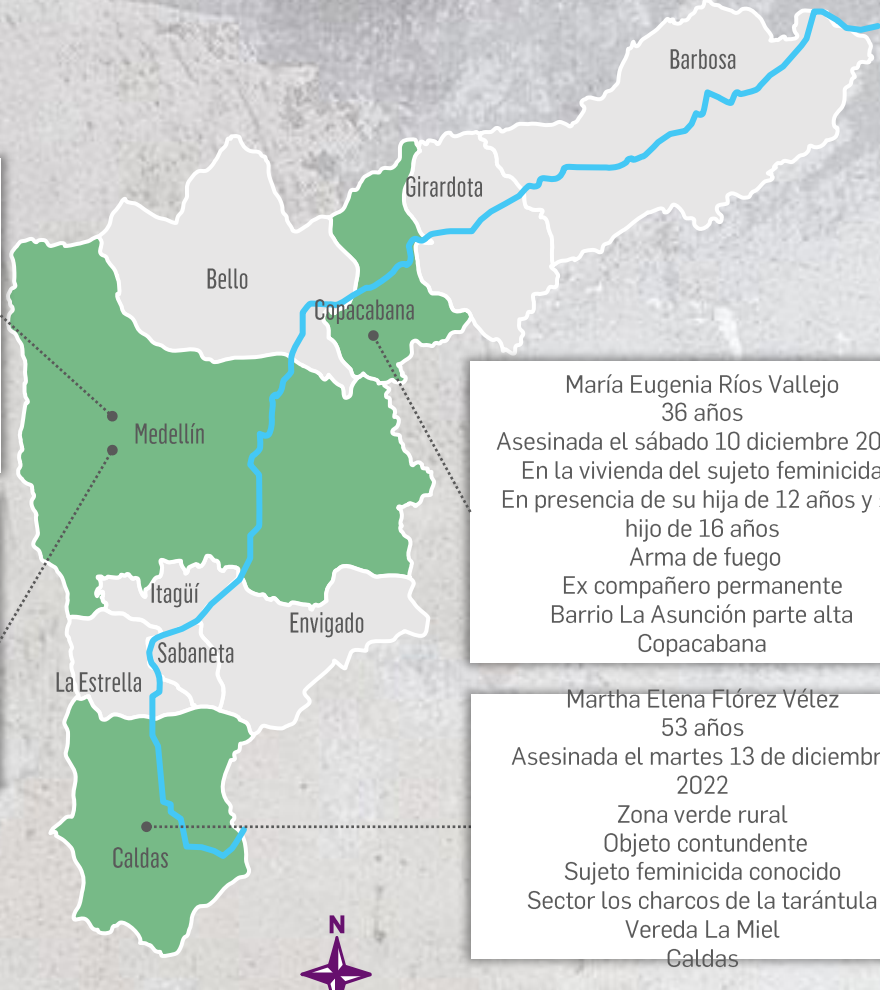 Barbosa
Girardota
Bello
Copacabana
Medellín
Itagüí
Envigado
Sabaneta
La Estrella
Caldas
N
María Eugenia Ríos Vallejo
36 años
Asesinada el sábado 10 diciembre 20
En la vivienda del sujeto feminicida
En presencia de su hija de 12 años y
hijo de 16 años
Arma de fuego
Ex compañero permanente
Barrio La Asunción parte alta
Copacabana
Martha Elena Flórez Vélez
53 años
Asesinada el martes 13 de diciembr
2022
Zona verde rural
Objeto contundente
Sujeto feminicida conocido
Sector los charcos de la tarántula
Vereda La Miel
Caldas